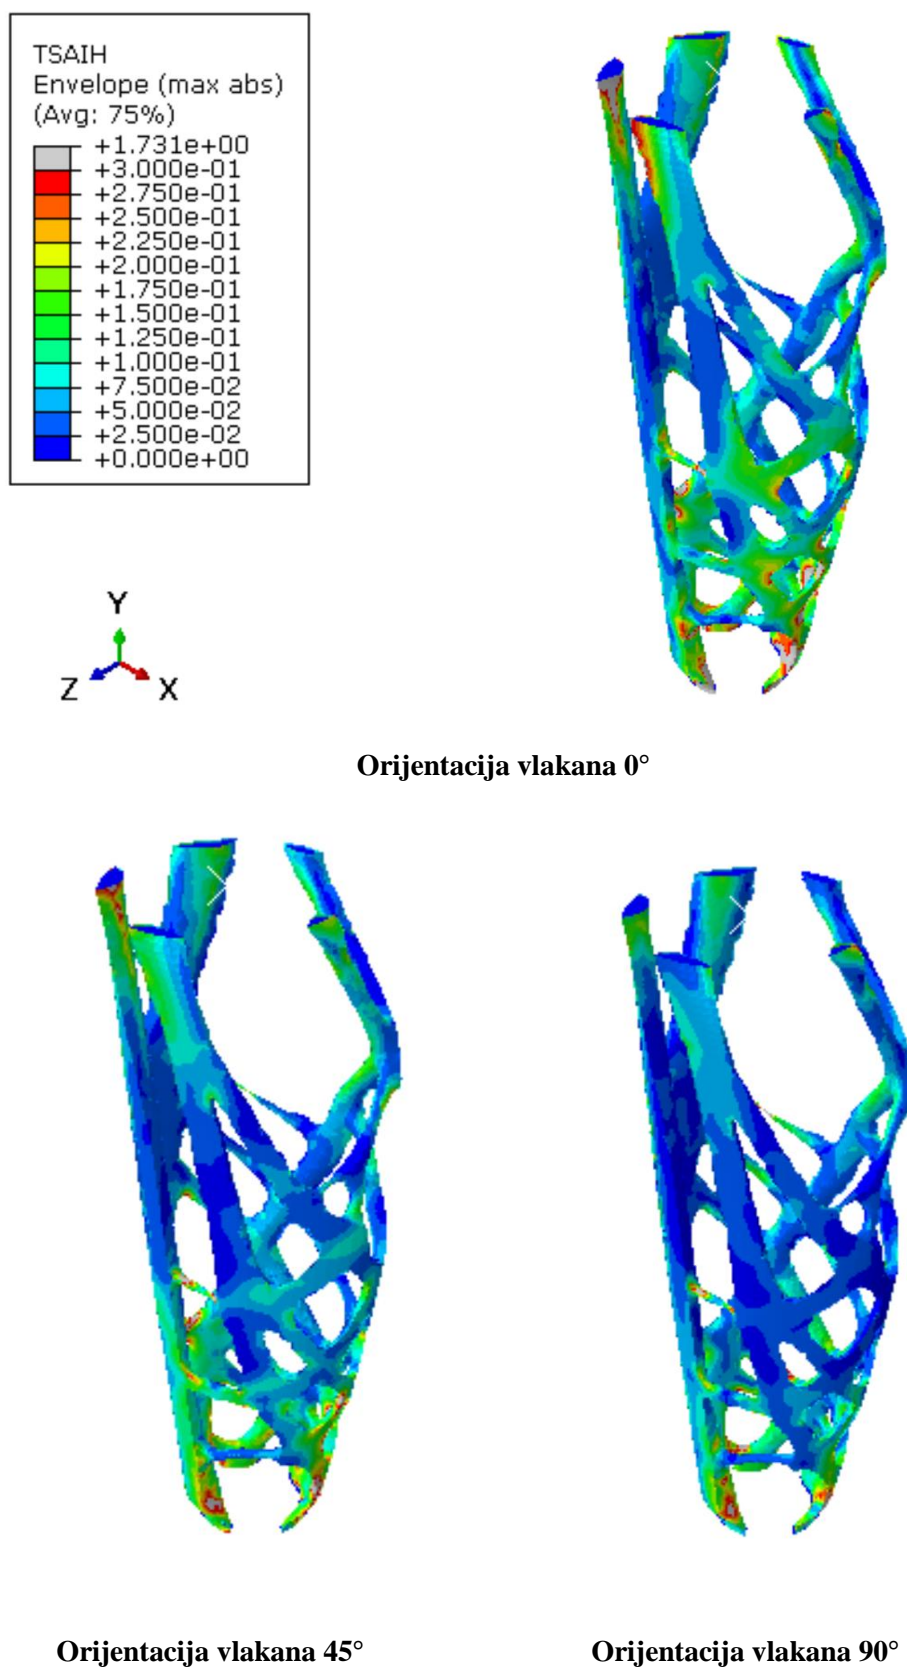 TSAIH
Envelope (max abs)
(Avg: 75%)
+1.731e+00
+3.000e-01
+2.750e-01
+2.500e-01
+2.250e-01
+2.000e-01
+1.750e-01
+1.500e-01
+1.250e-01
+1.000e-01
+7.500e-02
+5.000e-02
+2.500e-02
+0.000e+00
Y
Z X
Orijentacija vlakana 0°
Orijentacija vlakana 45° Orijentacija vlakana 90°